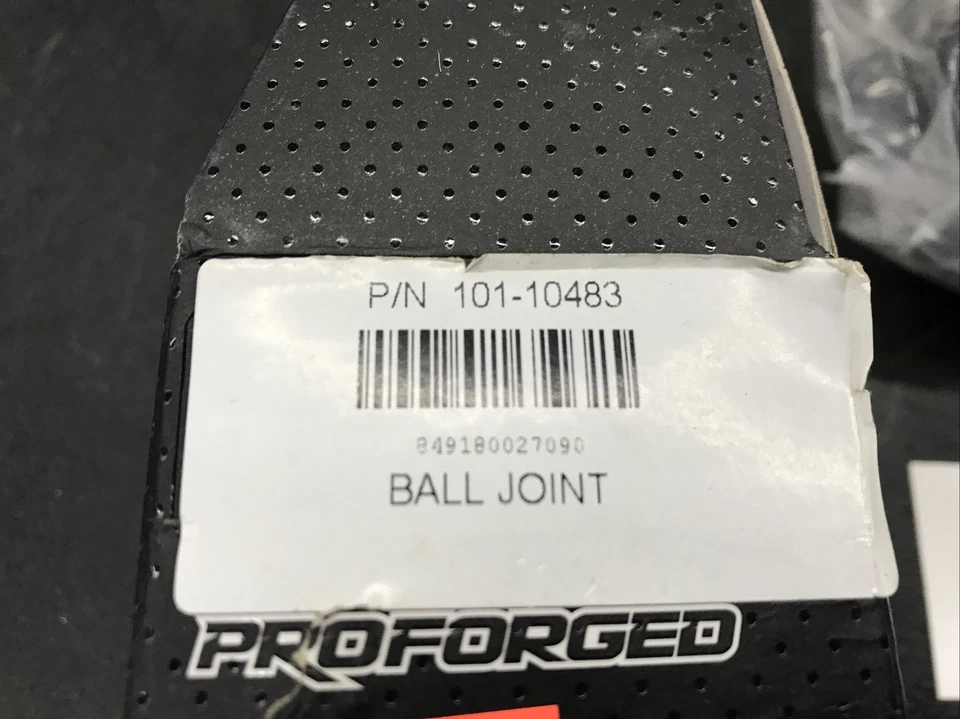 P/N 101-10483
849180027090
BALL JOINT
PROFORGED